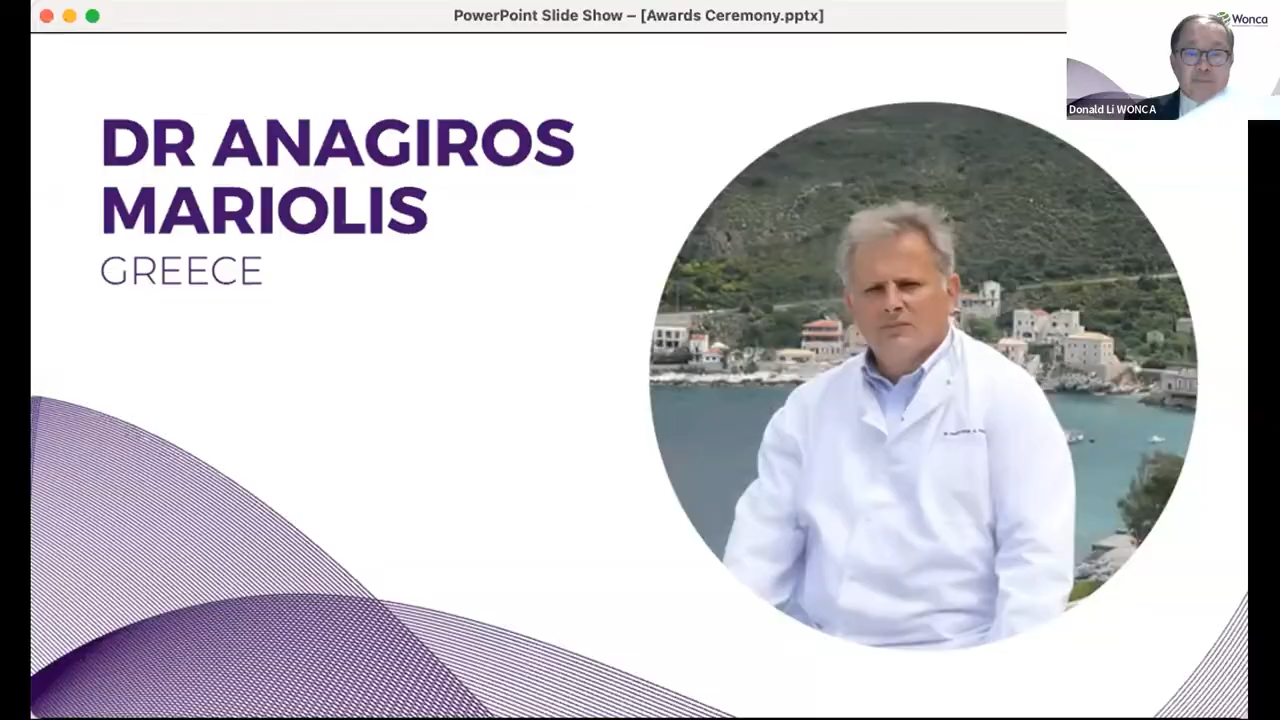 PowerPoint Slide Show – [Awards Ceremony.pptx]
Wonca
Donald Li WONCA
DR ANAGIROS
MARIOLIS
GREECE